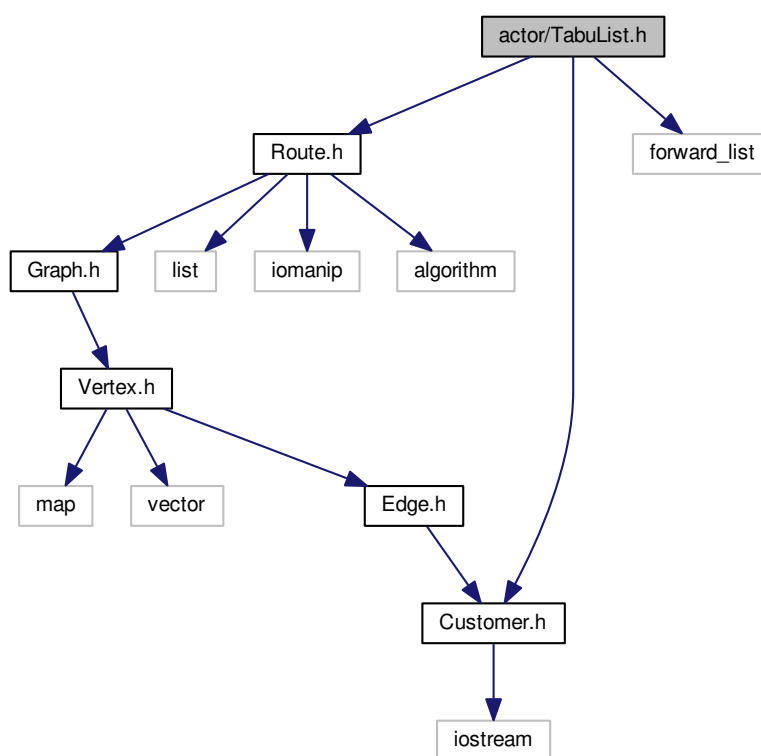 actor/TabuList.h
Route.h
forward_list
Graph.h
list
iomanip
algorithm
Vertex.h
map
vector
Edge.h
Customer.h
iostream